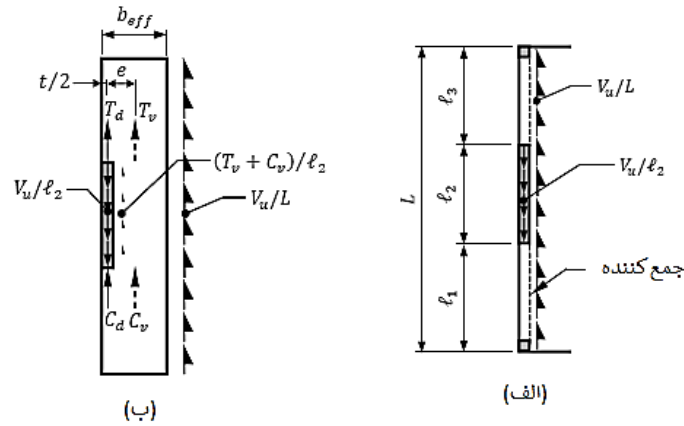 b_eff
t/2
e
T_d
T_v
(T_v + C_v)/ℓ_2
V_u/ℓ_2
V_u/L
C_d
C_v
(ب)
V_u/L
ℓ_3
V_u/ℓ_2
L
ℓ_2
جمع کننده
ℓ_1
(الف)